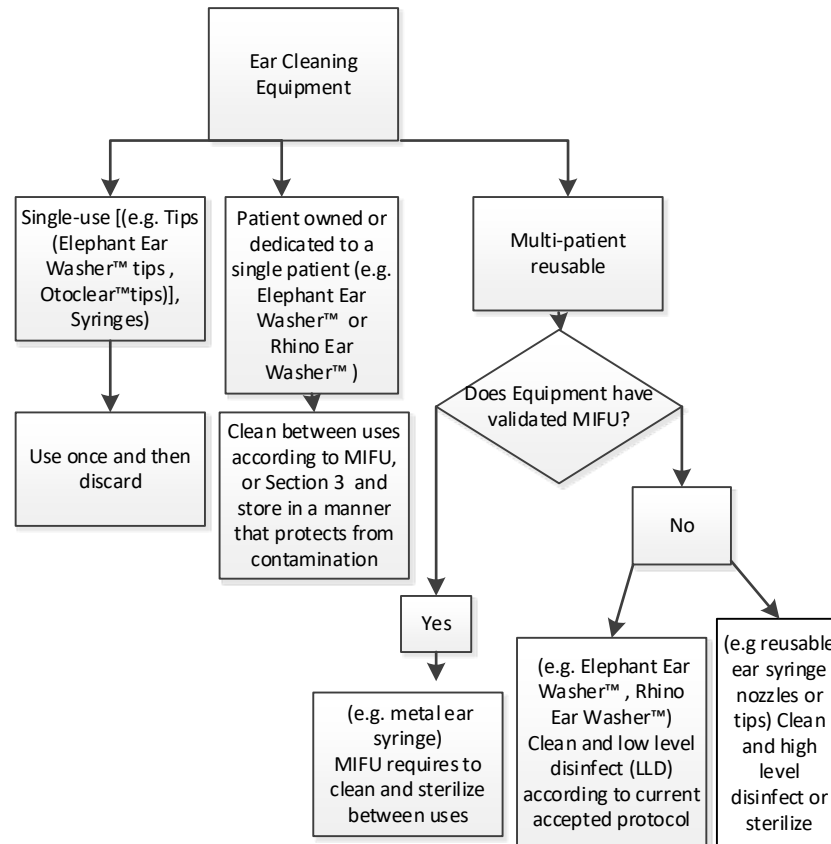 Ear Cleaning
Equipment
Single-use [(e.g. Tips
(Elephant Ear
Washer™ tips ,
Otoclear™tips)],
Syringes)
Patient owned or
dedicated to a
single patient (e.g.
Elephant Ear
Washer™ or
Rhino Ear
Washer™ )
Multi-patient
reusable
Use once and then
discard
Clean between uses
according to MIFU,
or Section 3 and
store in a manner
that protects from
contamination
Does Equipment have
validated MIFU?
Yes
No
(e.g. metal ear
syringe)
MIFU requires to
clean and sterilize
between uses
(e.g. Elephant Ear
Washer™ , Rhino
Ear Washer™)
Clean and low level
disinfect (LLD)
according to current
accepted protocol
(e.g reusable
ear syringe
nozzles or
tips) Clean
and high
level
disinfect or
sterilize